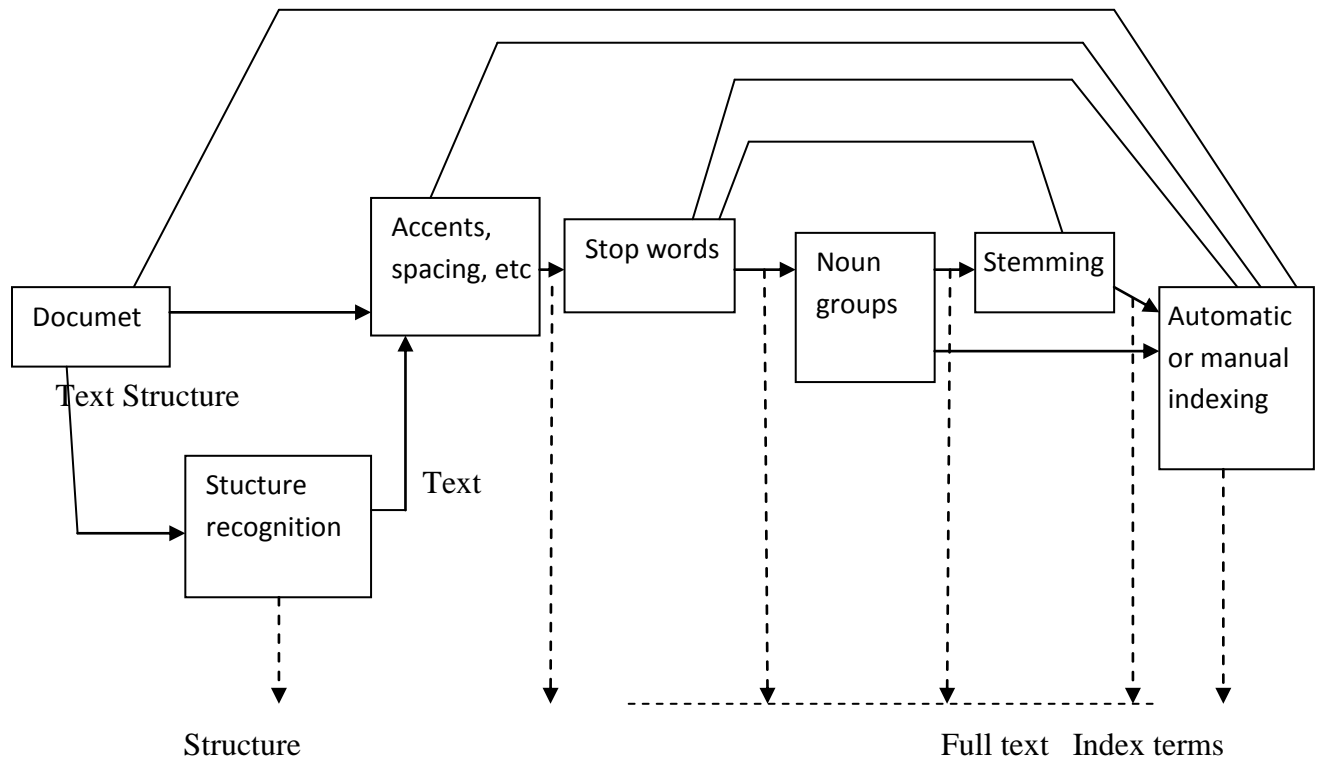 Documet
Text Structure
Stucture
recognition
Text
Accents,
spacing, etc
Stop words
Noun
groups
Stemming
Automatic
or manual
indexing
Structure
Full text Index terms